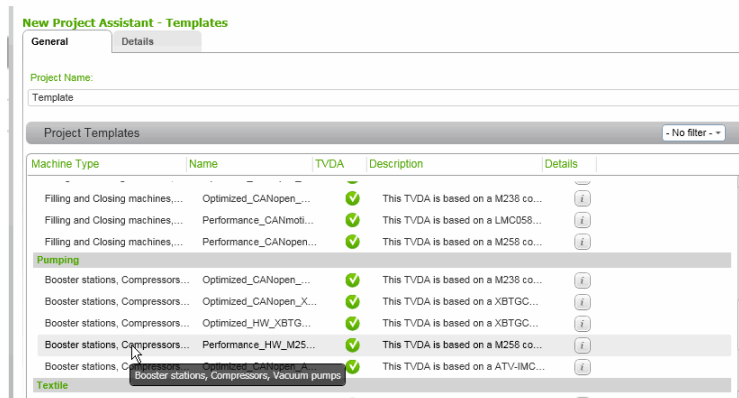 New Project Assistant - Templates
General Details
Project Name:
Template
Project Templates - No filter -
Machine Type Name TVDA Description Details
Filling and Closing machines,... Optimized_CANopen_... This TVDA is based on a M238 co... i
Filling and Closing machines,... Performance_CANmoti... This TVDA is based on a LMC058... i
Filling and Closing machines,... Performance_CANopen... This TVDA is based on a M258 co... i
Pumping
Booster stations, Compressors... Optimized_CANopen_... This TVDA is based on a M238 co... i
Booster stations, Compressors... Optimized_CANopen_X... This TVDA is based on a XBTGC... i
Booster stations, Compressors... Optimized_HW_XBTG... This TVDA is based on a XBTGC... i
Booster stations, Compressors... Performance_HW_M25... This TVDA is based on a M258 co... i
Booster stations, Compressors... Optimized_CANopen_A... This TVDA is based on a ATV-IMC... i
Booster stations, Compressors, Vacuum pumps
Textile